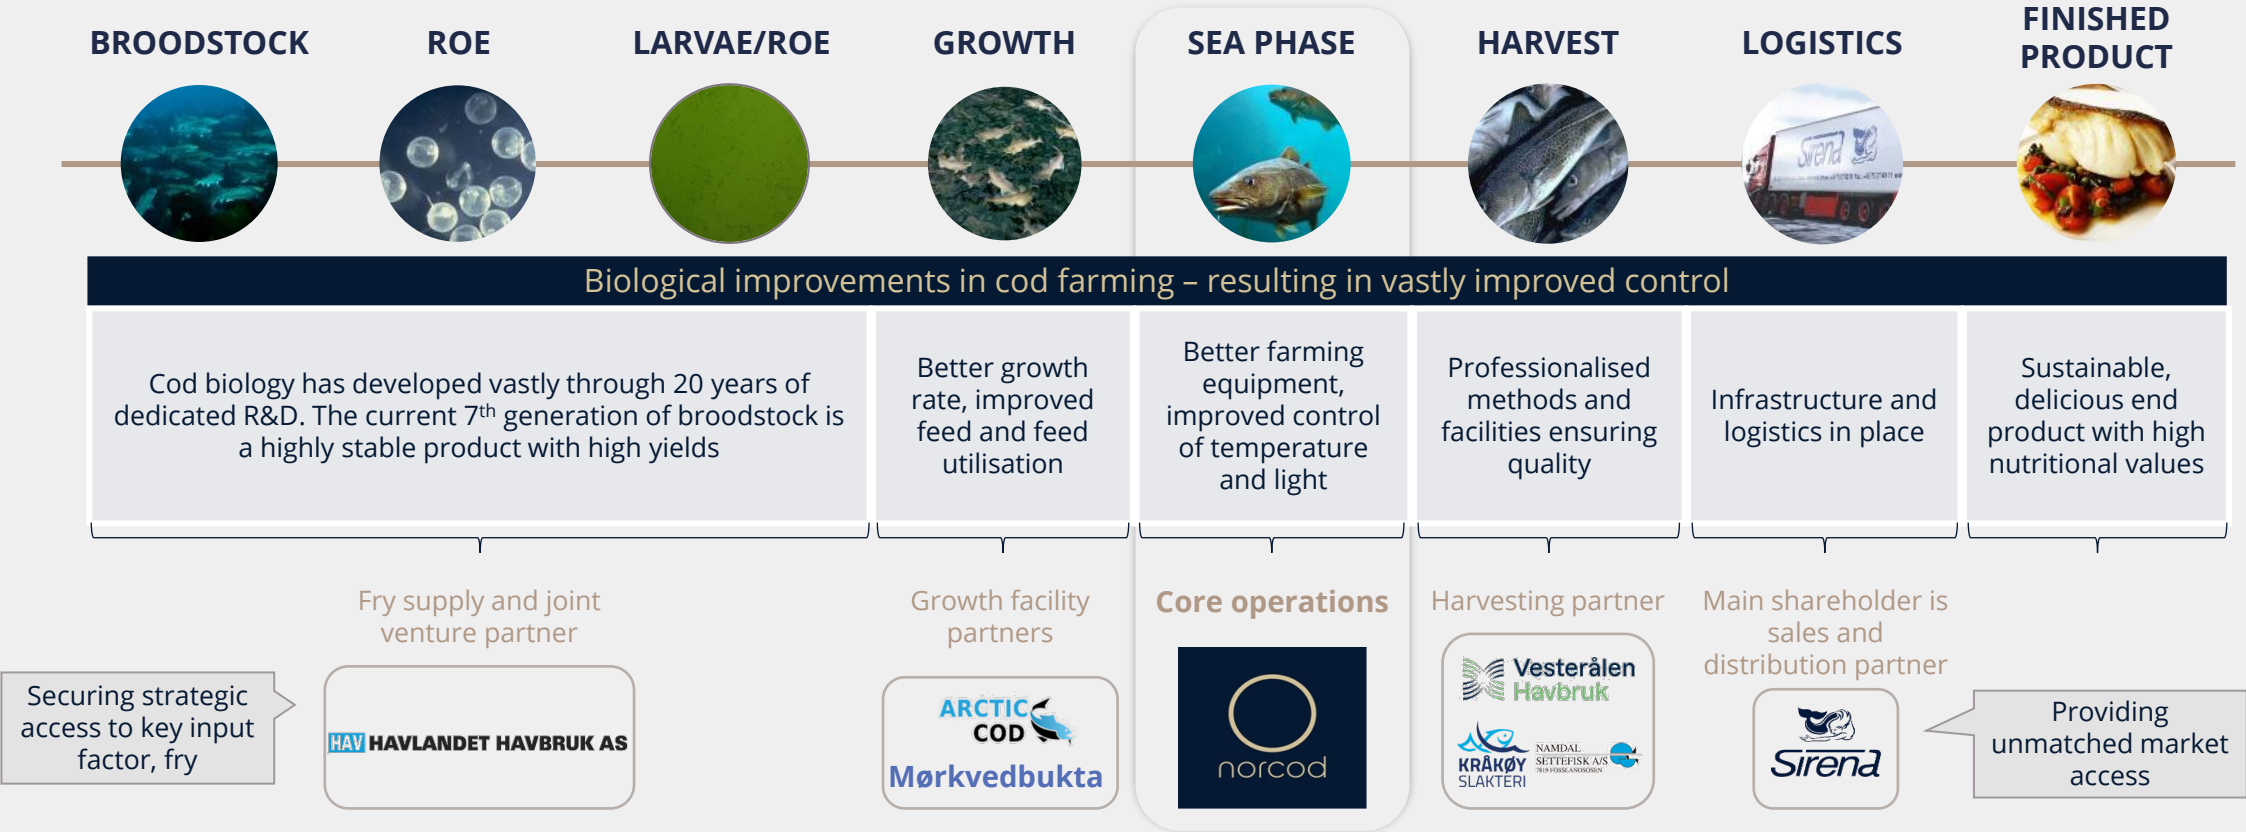 BROODSTOCK
ROE
LARVAE/ROE
GROWTH
SEA PHASE
HARVEST
LOGISTICS
FINISHED
PRODUCT
Sirena
Biological improvements in cod farming – resulting in vastly improved control
Cod biology has developed vastly through 20 years of
dedicated R&D. The current 7th generation of broodstock is
a highly stable product with high yields
Better growth
rate, improved
feed and feed
utilisation
Better farming
equipment,
improved control
of temperature
and light
Professionalised
methods and
facilities ensuring
quality
Infrastructure and
logistics in place
Sustainable,
delicious end
product with high
nutritional values
Fry supply and joint
venture partner
Growth facility
partners
Core operations
Harvesting partner
Main shareholder is
sales and
distribution partner
Securing strategic
access to key input
factor, fry
HAV HAVLANDET HAVBRUK AS
ARCTIC
COD
Mørkvedbukta
norcod
Vesterålen
Havbruk
KRÅKØY
SLAKTERI
NAMDAL
SETTEFISK A/S
Sirena
Providing
unmatched market
access